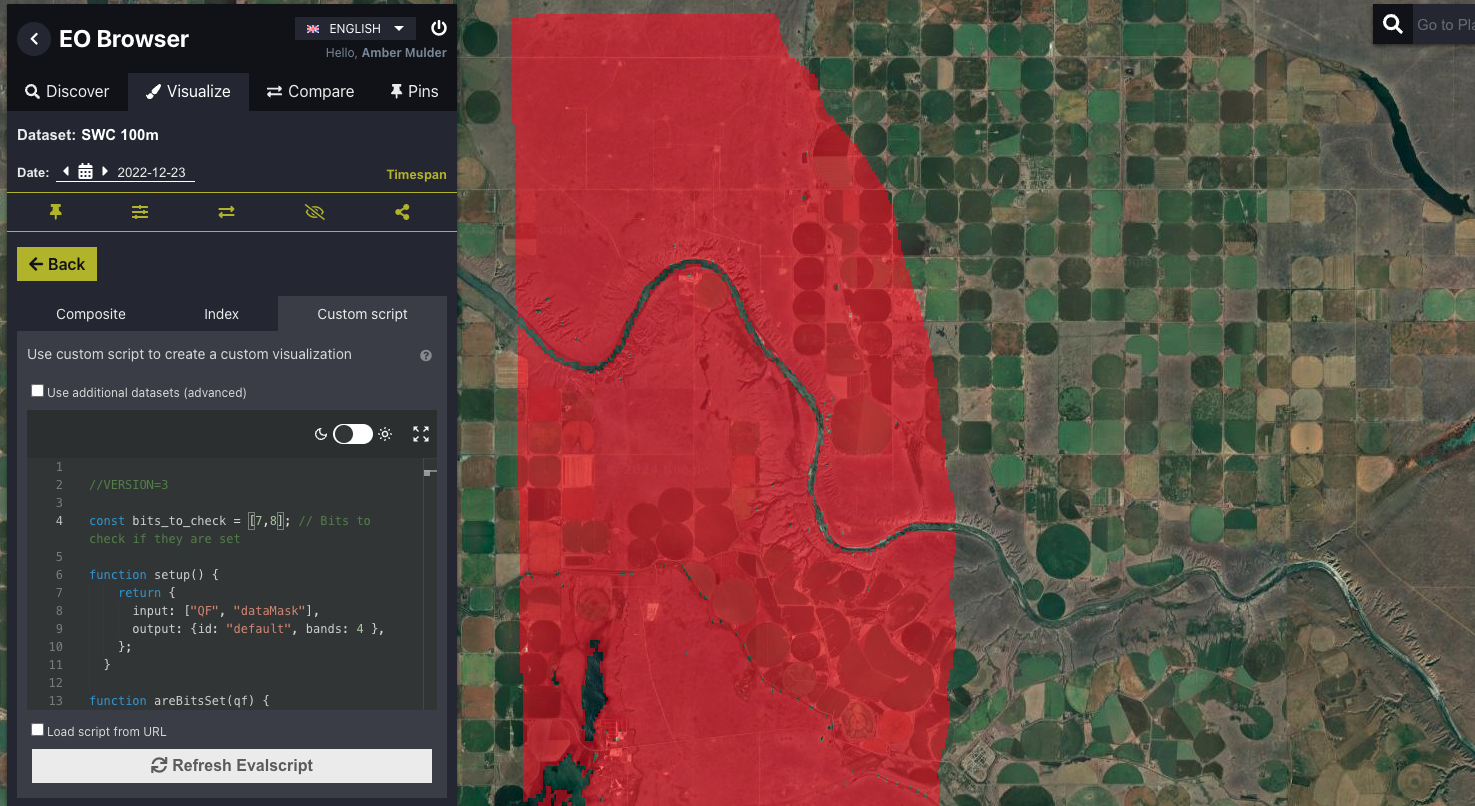 EO Browser
ENGLISH
Hello, Amber Mulder
Discover
Visualize
Compare
Pins
Dataset: SWC 100m
Date: 2022-12-23
Timespan
Back
Composite
Index
Custom script
Use custom script to create a custom visualization
Use additional datasets (advanced)
1
2 //VERSION=3
3
4 const bits_to_check = [7,8]; // Bits to
check if they are set
5
6 function setup() {
7 return {
8 input: ["QF", "dataMask"],
9 output: {id: "default", bands: 4 },
10 };
11 }
12
13 function areBitsSet(qf) {
Load script from URL
Refresh Evalscript
Go to Pla